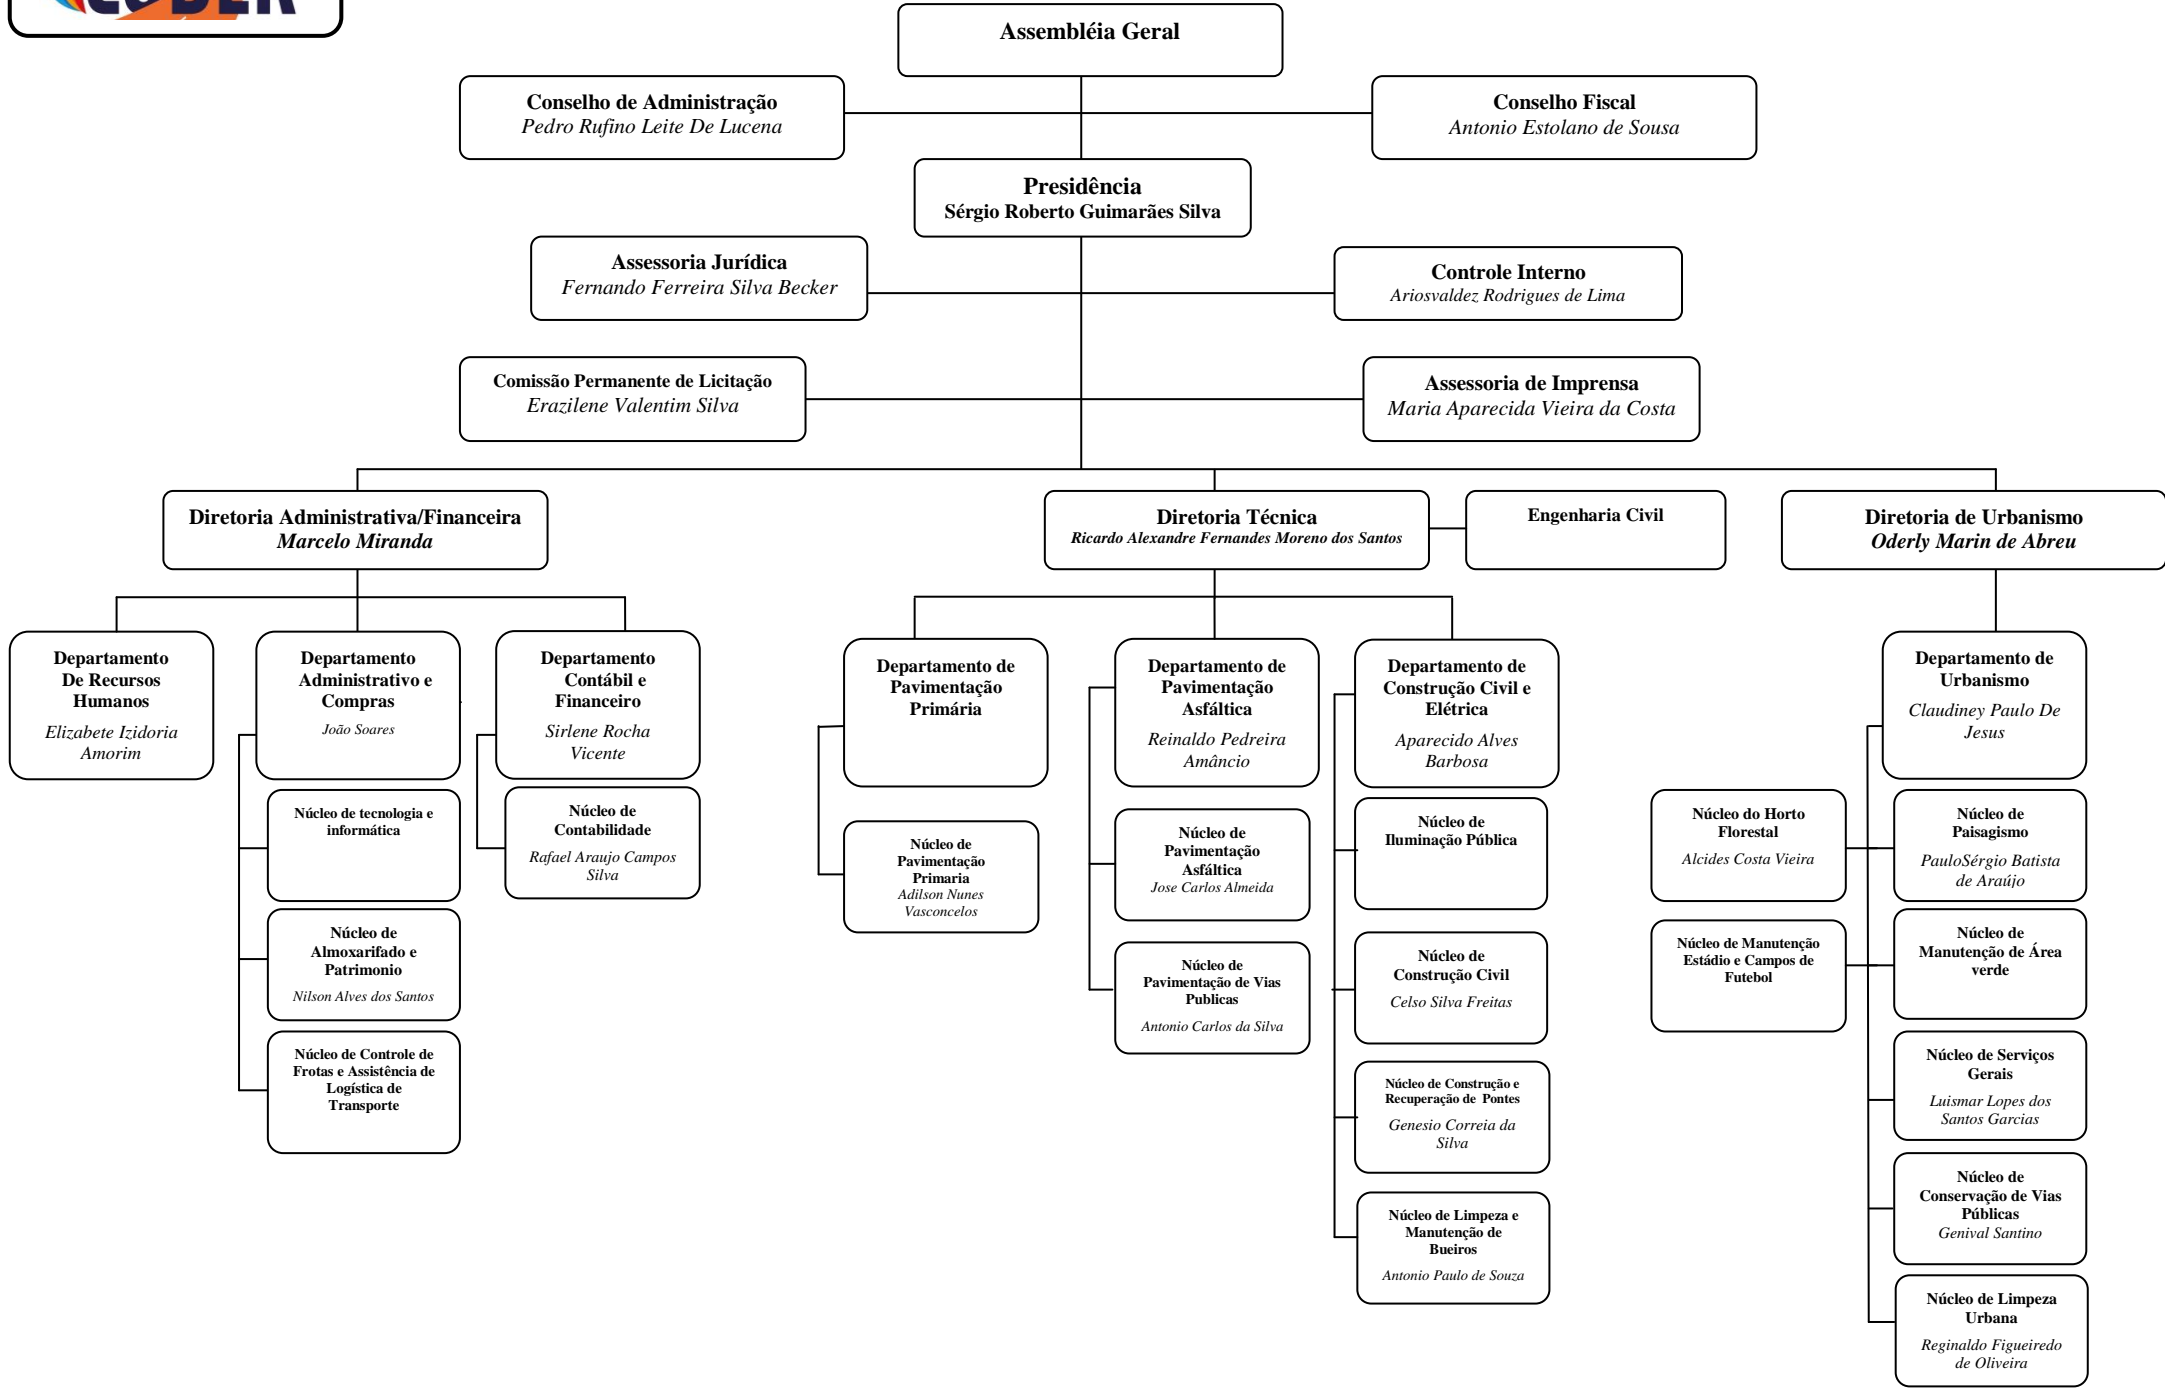 CODER
Assembléia Geral
Conselho de Administração
Pedro Rufino Leite De Lucena
Conselho Fiscal
Antonio Estolano de Sousa
Presidência
Sérgio Roberto Guimarães Silva
Assessoria Jurídica
Fernando Ferreira Silva Becker
Controle Interno
Ariosvaldez Rodrigues de Lima
Comissão Permanente de Licitação
Erazilene Valentim Silva
Assessoria de Imprensa
Maria Aparecida Vieira da Costa
Diretoria Administrativa/Financeira
Marcelo Miranda
Diretoria Técnica
Ricardo Alexandre Fernandes Moreno dos Santos
Engenharia Civil
Diretoria de Urbanismo
Oderly Marin de Abreu
Departamento
De Recursos
Humanos
Elizabete Izidoria
Amorim
Departamento
Administrativo e
Compras
João Soares
Departamento
Contábil e
Financeiro
Sirlene Rocha
Vicente
Departamento de
Pavimentação
Primária
Departamento de
Pavimentação
Asfáltica
Reinaldo Pedreira
Amâncio
Departamento de
Construção Civil e
Elétrica
Aparecido Alves
Barbosa
Departamento de
Urbanismo
Claudiney Paulo De
Jesus
Núcleo de tecnologia e
informática
Núcleo de
Contabilidade
Rafael Araujo Campos
Silva
Núcleo de
Pavimentação
Primaria
Adilson Nunes
Vasconcelos
Núcleo de
Pavimentação
Asfáltica
Jose Carlos Almeida
Núcleo de
Iluminação Pública
Núcleo do Horto
Florestal
Alcides Costa Vieira
Núcleo de
Paisagismo
PauloSérgio Batista
de Araújo
Núcleo de
Almoxarifado e
Patrimonio
Nilson Alves dos Santos
Núcleo de
Pavimentação de Vias
Publicas
Antonio Carlos da Silva
Núcleo de
Construção Civil
Celso Silva Freitas
Núcleo de Manutenção
Estádio e Campos de
Futebol
Núcleo de
Manutenção de Área
verde
Núcleo de Controle de
Frotas e Assistência de
Logística de
Transporte
Núcleo de Construção e
Recuperação de Pontes
Genesio Correia da
Silva
Núcleo de Serviços
Gerais
Luismar Lopes dos
Santos Garcias
Núcleo de Limpeza e
Manutenção de
Bueiros
Antonio Paulo de Souza
Núcleo de
Conservação de Vias
Públicas
Genival Santino
Núcleo de Limpeza
Urbana
Reginaldo Figueiredo
de Oliveira